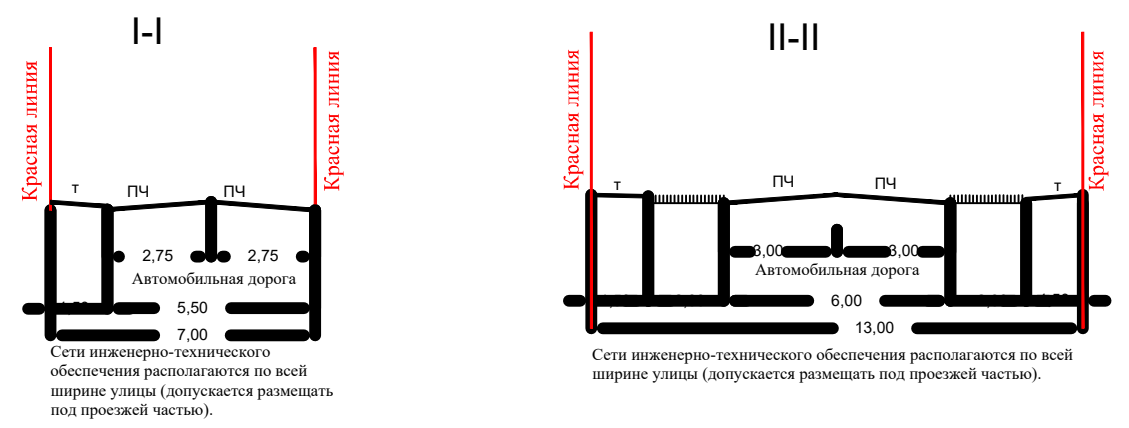 I-I
Красная линия
Красная линия
т
ПЧ
ПЧ
2,75
2,75
Автомобильная дорога
5,50
7,00
Сети инженерно-технического
обеспечения располагаются по всей
ширине улицы (допускается размещать
под проезжей частью).
II-II
Красная линия
Красная линия
т
ПЧ
ПЧ
т
3,00
3,00
Автомобильная дорога
6,00
13,00
Сети инженерно-технического обеспечения располагаются по всей
ширине улицы (допускается размещать под проезжей частью).